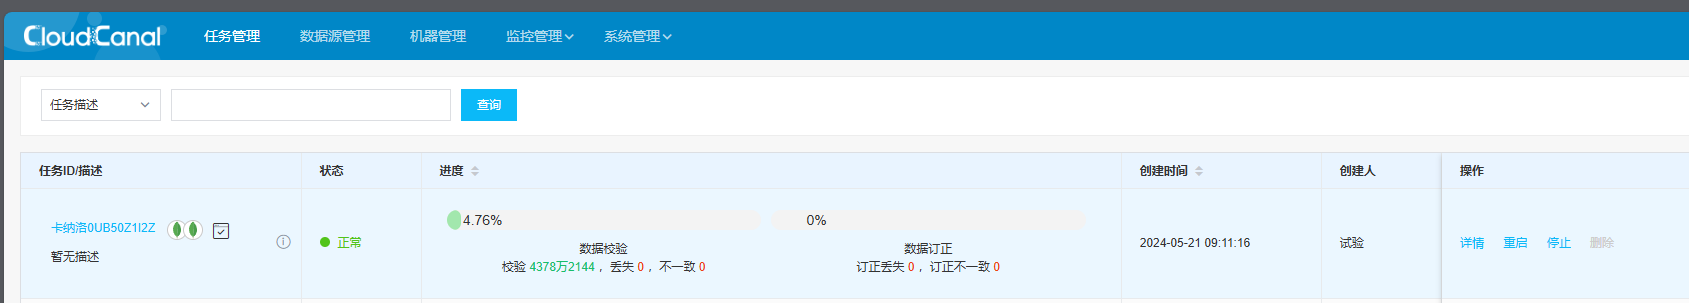 CloudCanal 任务管理 数据源管理 机器管理 监控管理 系统管理
任务描述 查询
任务ID/描述 状态 进度 创建时间 创建人 操作
4.76% 0%
卡纳洛0UB50Z1I2Z
正常 2024-05-21 09:11:16 试验 详情 重启 停止 删除
数据校验 数据订正
暂无描述
校验 4378万2144， 丢失 0， 不一致 0 订正丢失 0， 订正不一致 0